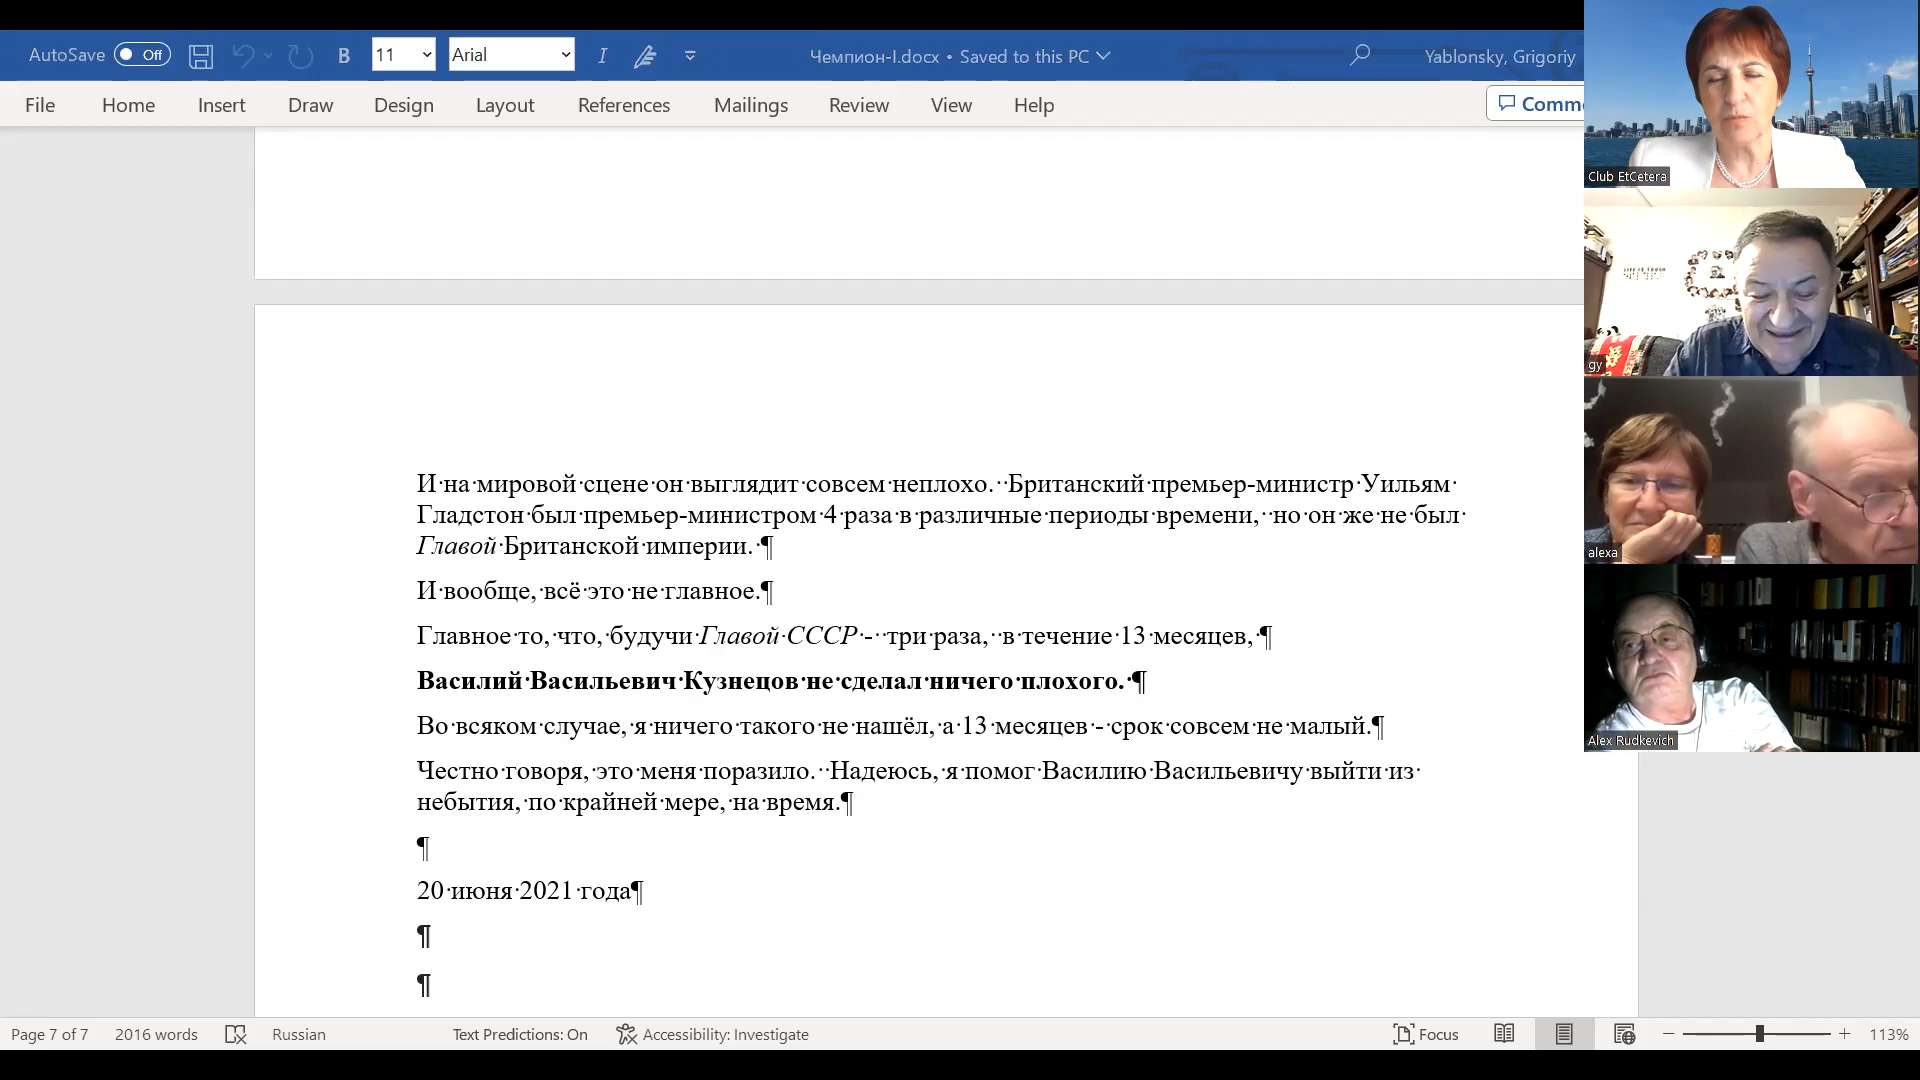 AutoSave Off B 11 Arial I Чемпион-I.docx • Saved to this PC Yablonsky, Grigoriy
File Home Insert Draw Design Layout References Mailings Review View Help Comme
Club EtCetera
gy
alexa
Alex Rudkevich
И на мировой сцене он выглядит совсем неплохо. Британский премьер-министр Уильям
Гладстон был премьер-министром 4 раза в различные периоды времени, но он же не был
Главой Британской империи. ¶
И вообще, всё это не главное.¶
Главное то, что, будучи Главой СССР - три раза, в течение 13 месяцев, ¶
Василий Васильевич Кузнецов не сделал ничего плохого. ¶
Во всяком случае, я ничего такого не нашёл, а 13 месяцев - срок совсем не малый.¶
Честно говоря, это меня поразило. Надеюсь, я помог Василию Васильевичу выйти из
небытия, по крайней мере, на время.¶
¶
20 июня 2021 года¶
¶
¶
Page 7 of 7 2016 words Russian Text Predictions: On Accessibility: Investigate Focus 113%